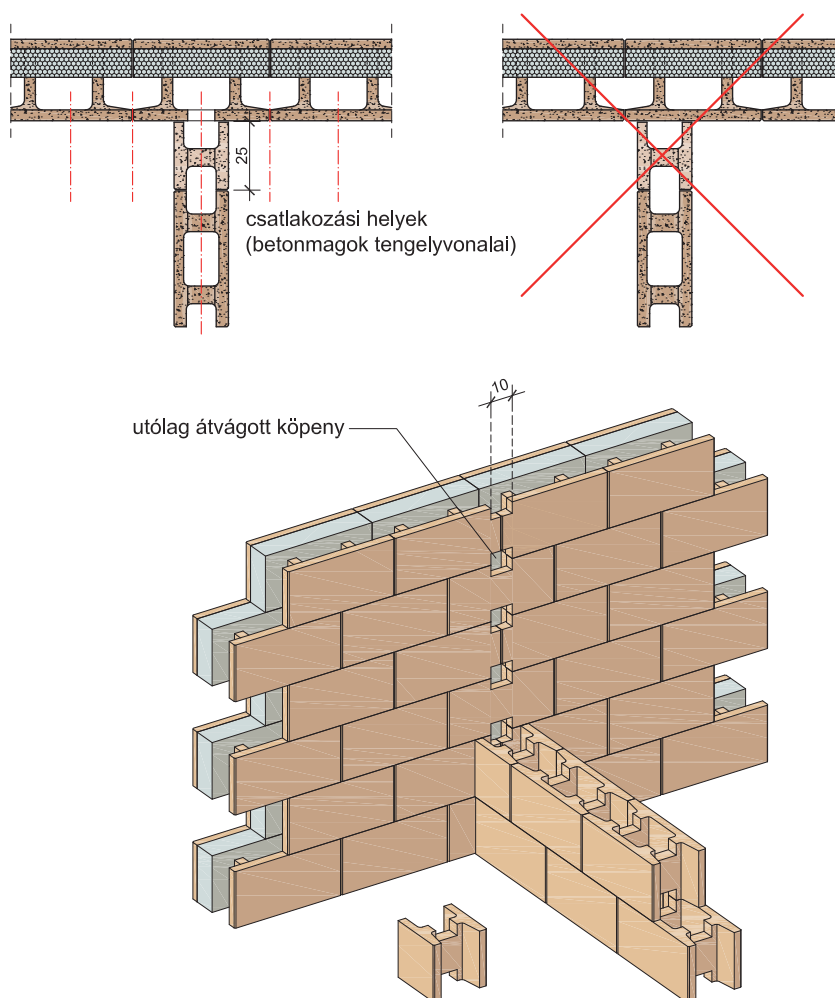 25
csatlakozási helyek
(betonmagok tengelyvonalai)
10
utólag átvágott köpeny